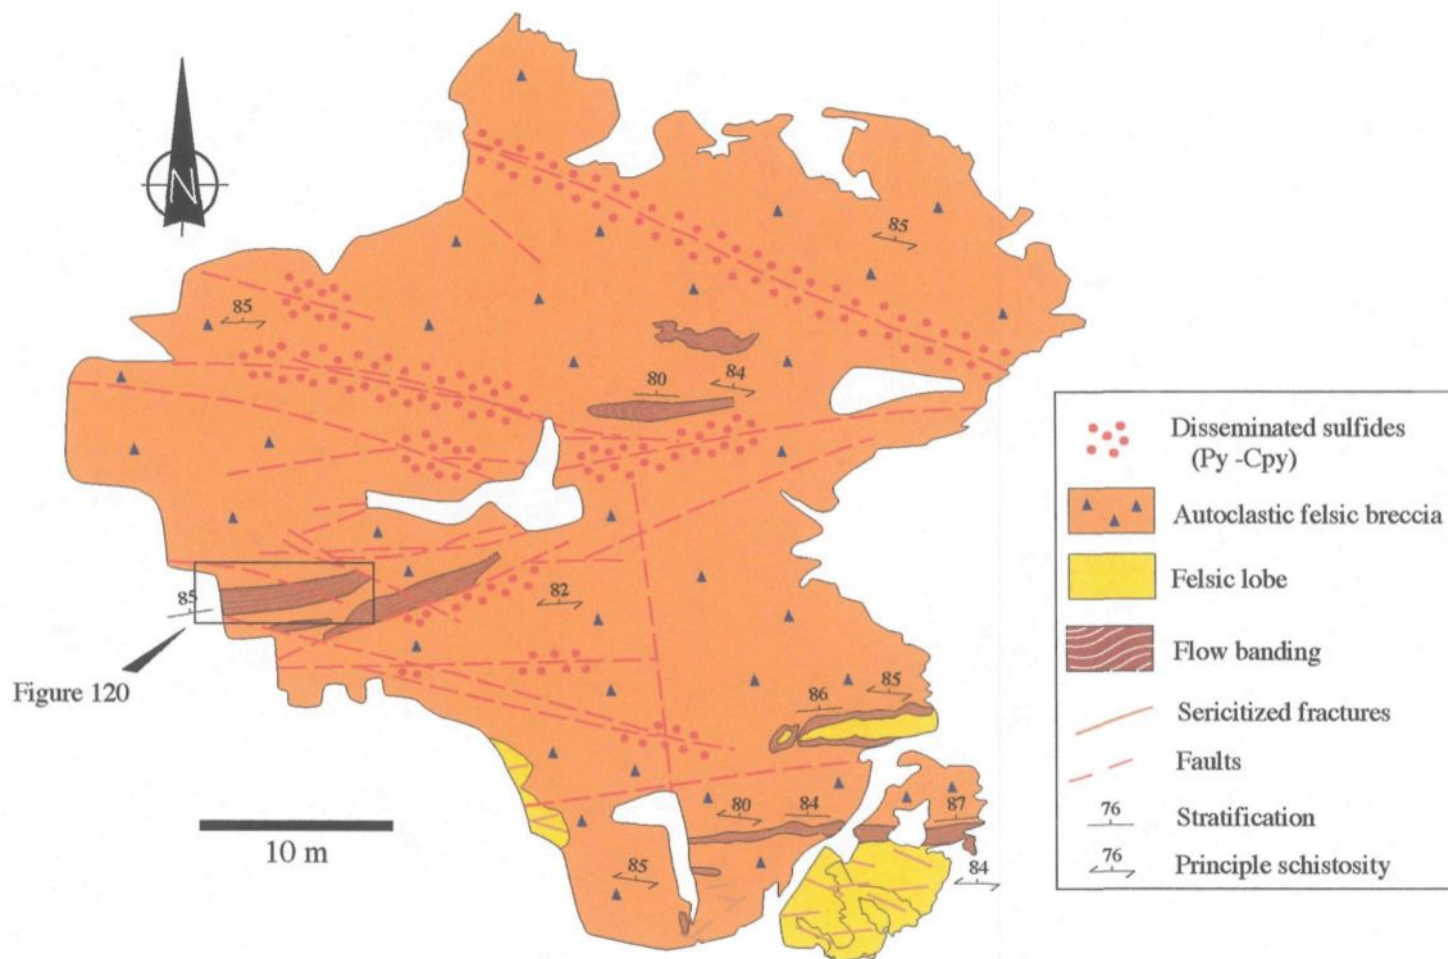 N
85
85
80
84
85
82
86
85
80
84
87
85
84
Figure 120
10 m
Disseminated sulfides
(Py -Cpy)
Autoclastic felsic breccia
Felsic lobe
Flow banding
Sericitized fractures
Faults
76
Stratification
76
Principle schistosity